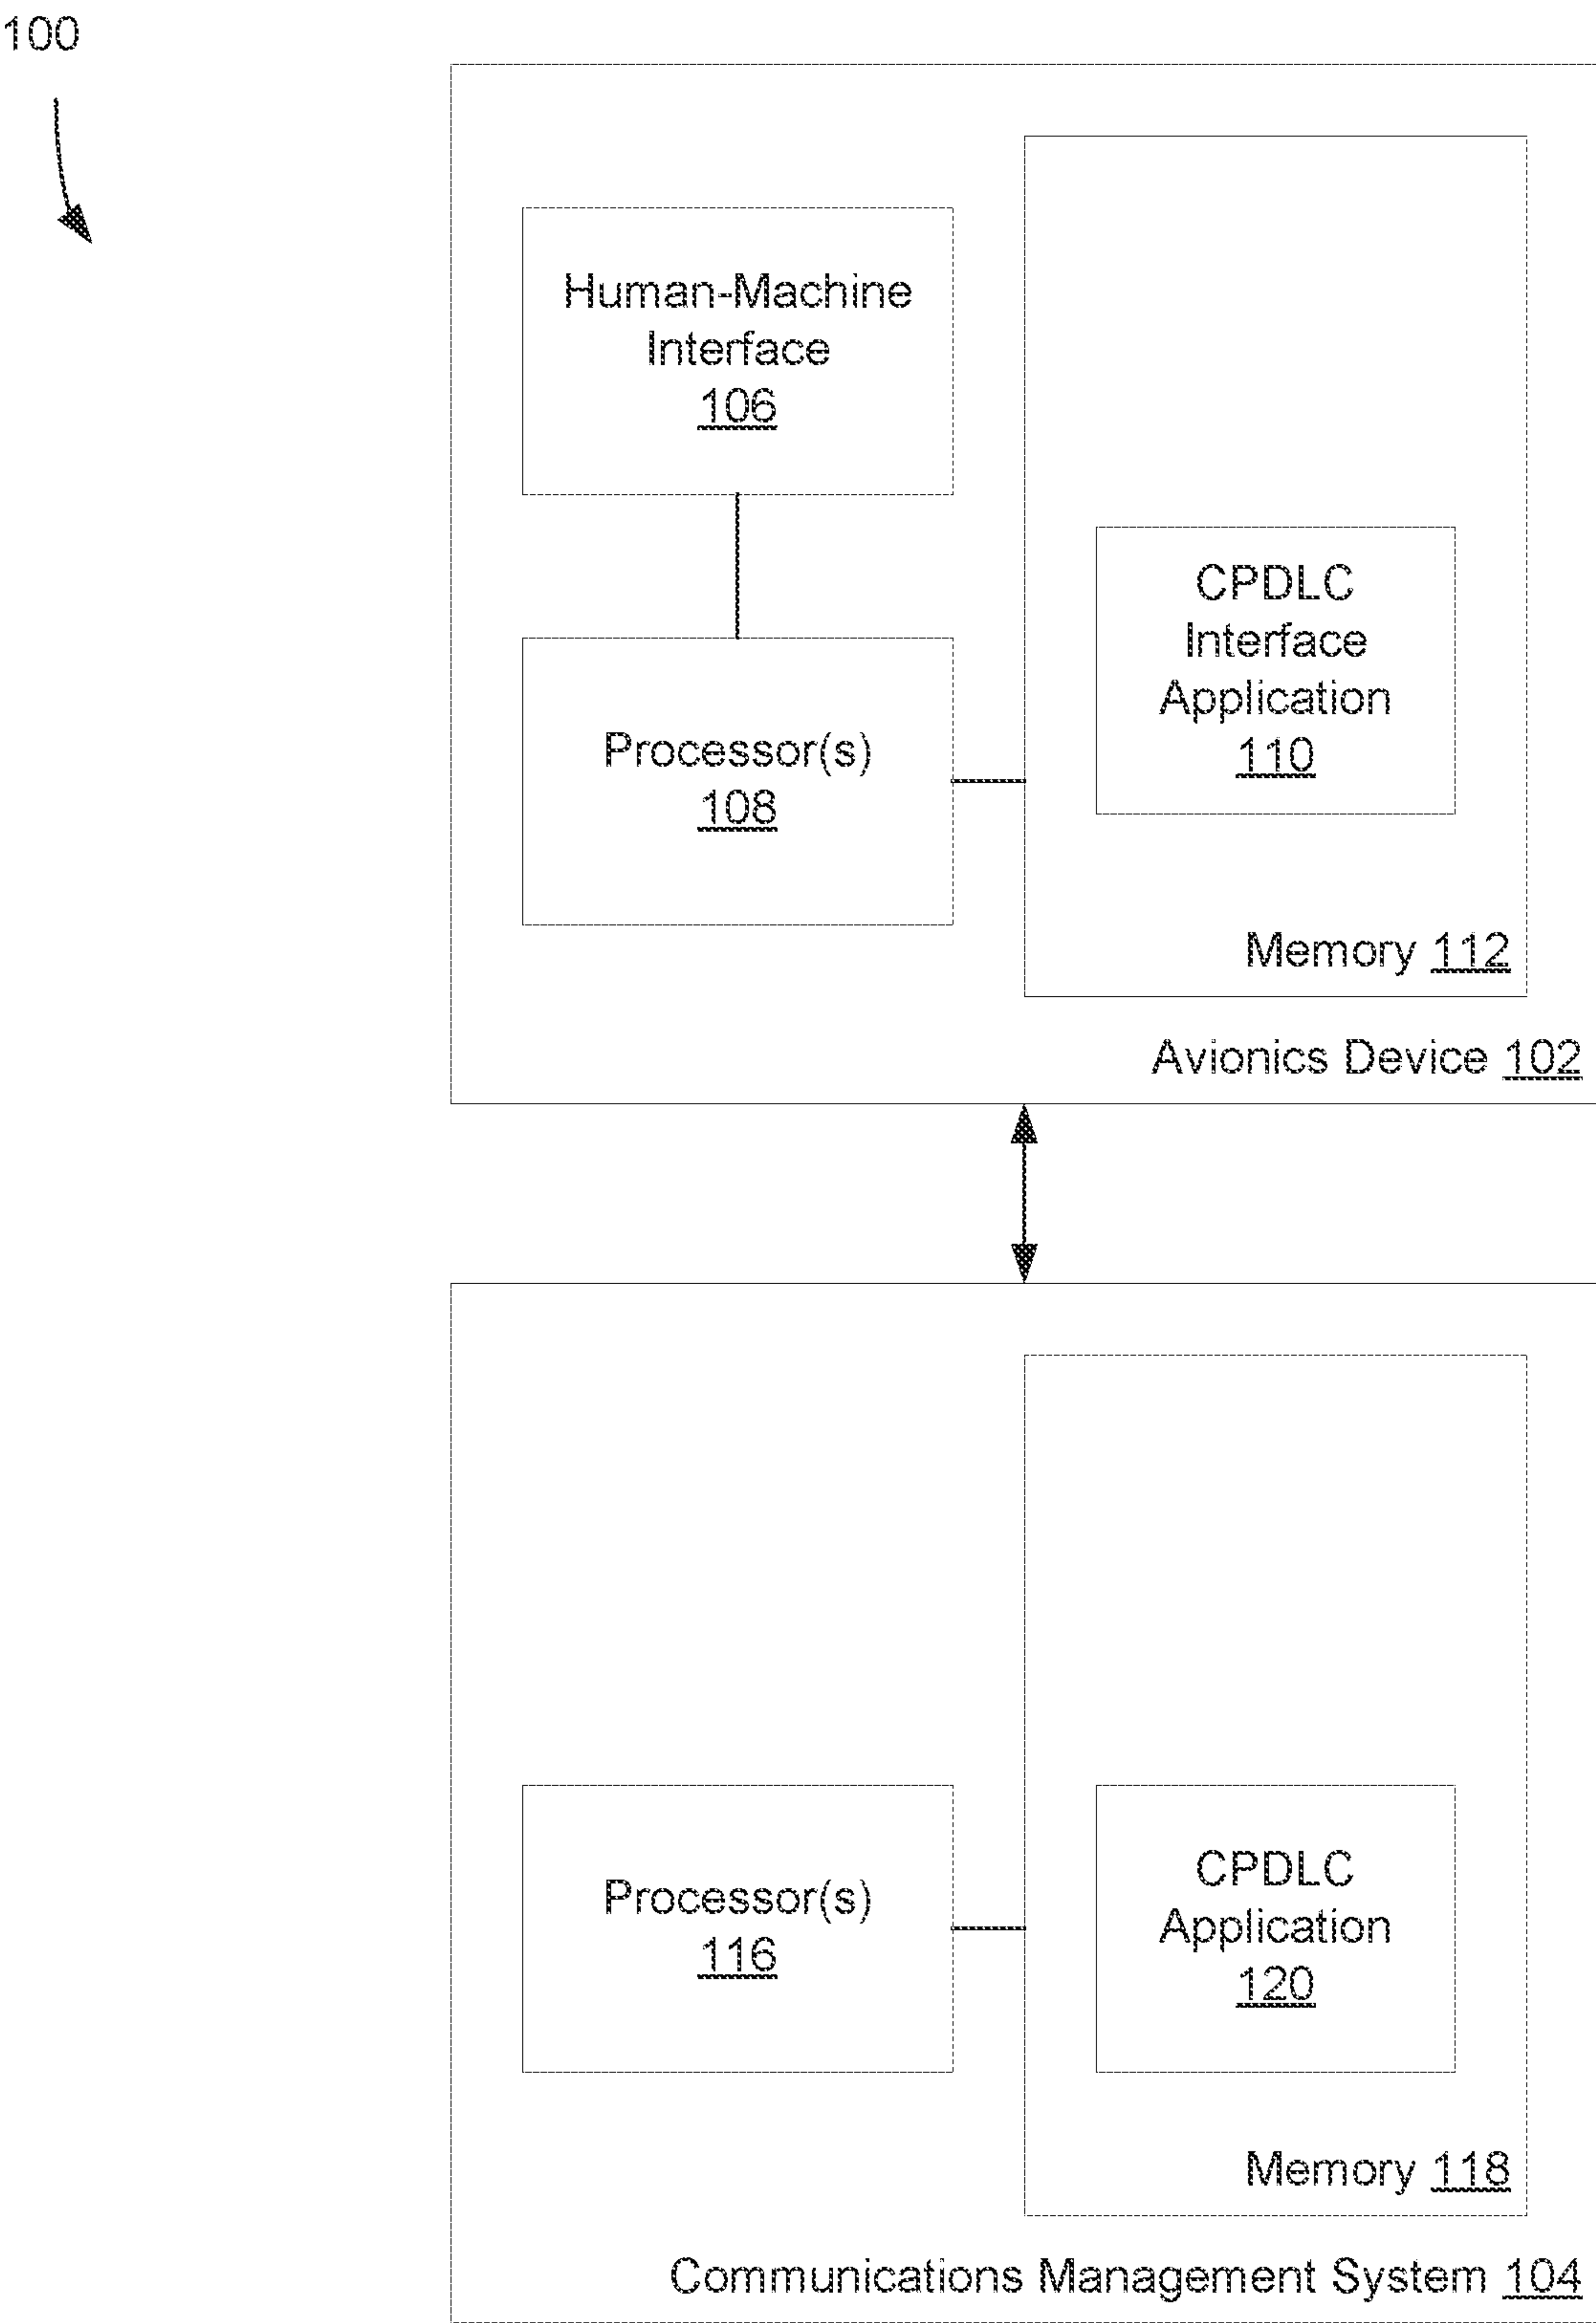 100
Human-Machine
Interface
106
Processor(s)
108
CPDLC
Interface
Application
110
Memory 112
Avionics Device 102
Processor(s)
116
CPDLC
Application
120
Memory 118
Communications Management System 104